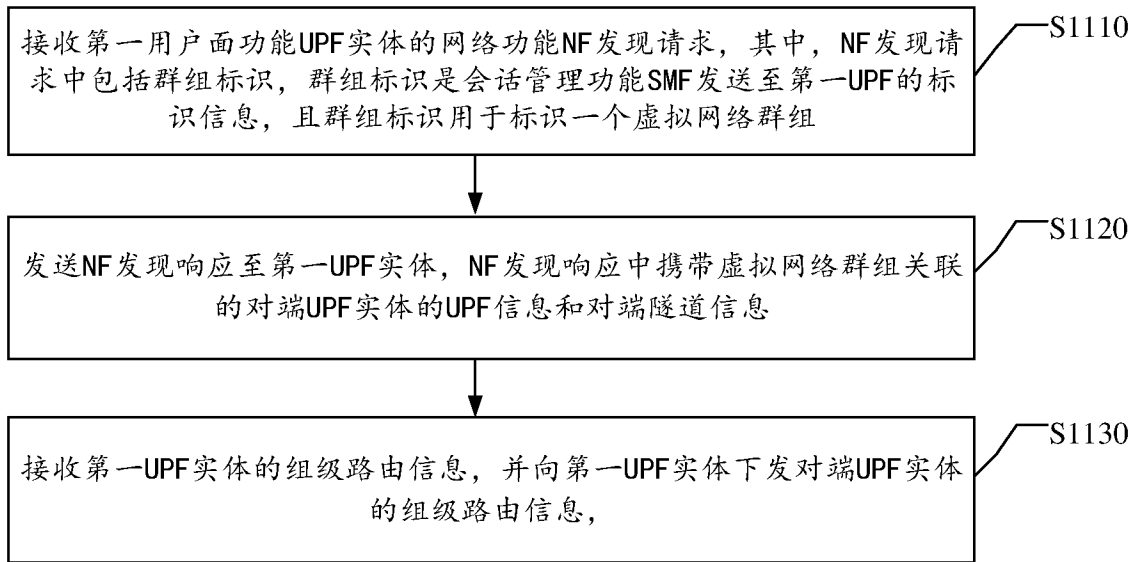 接收第一用户面功能UPF实体的网络功能NF发现请求，其中，NF发现请
求中包括群组标识，群组标识是会话管理功能SMF发送至第一UPF的标
识信息，且群组标识用于标识一个虚拟网络群组
S1110
发送NF发现响应至第一UPF实体，NF发现响应中携带虚拟网络群组关联
的对端UPF实体的UPF信息和对端隧道信息
S1120
接收第一UPF实体的组级路由信息，并向第一UPF实体下发对端UPF实体
的组级路由信息，
S1130